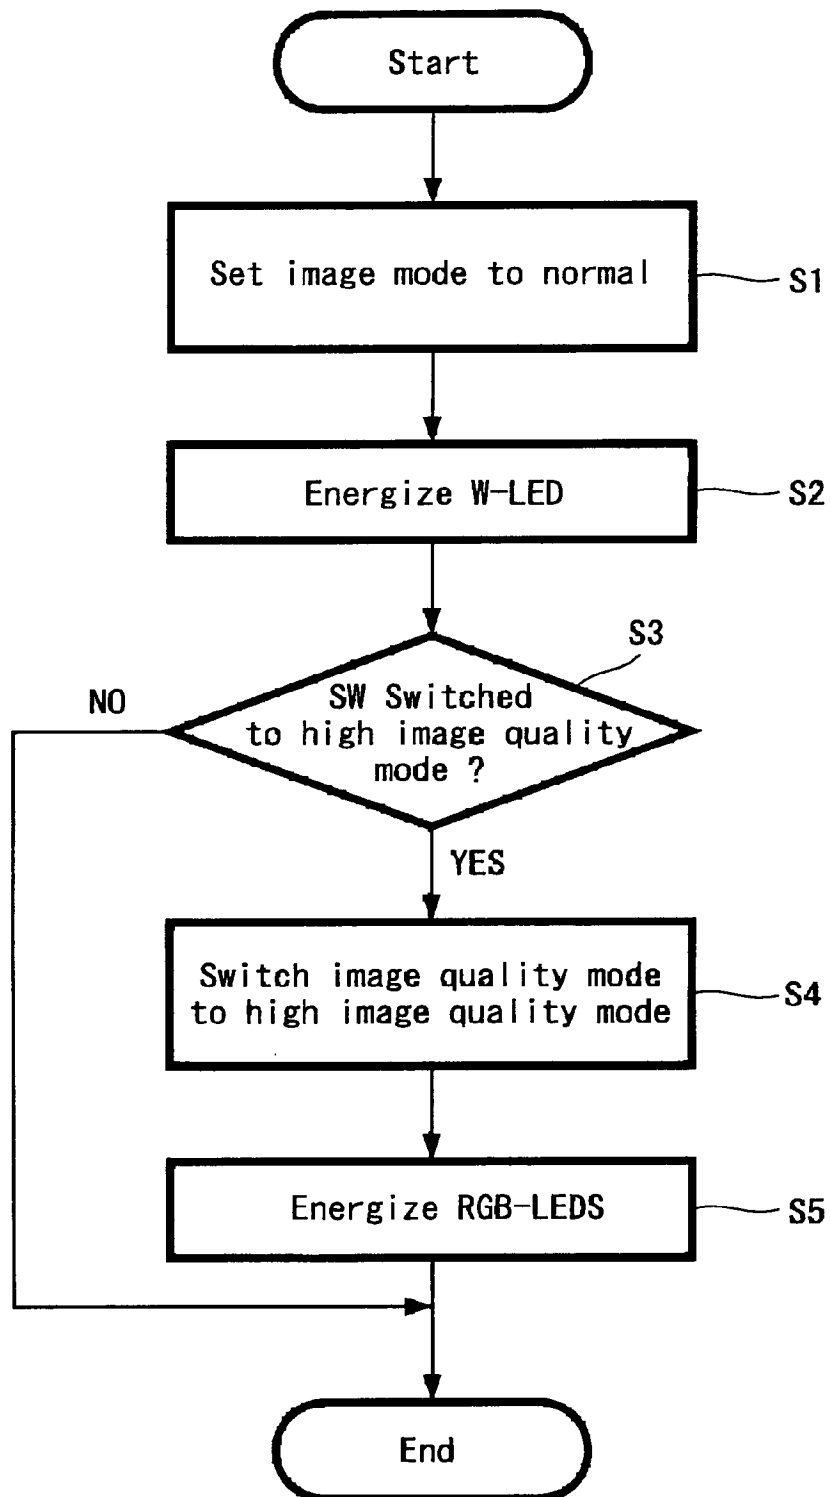 Start
Set image mode to normal
S1
Energize W-LED
S2
S3
SW Switched
to high image quality
mode ?
NO
YES
Switch image quality mode
to high image quality mode
S4
Energize RGB-LEDS
S5
End